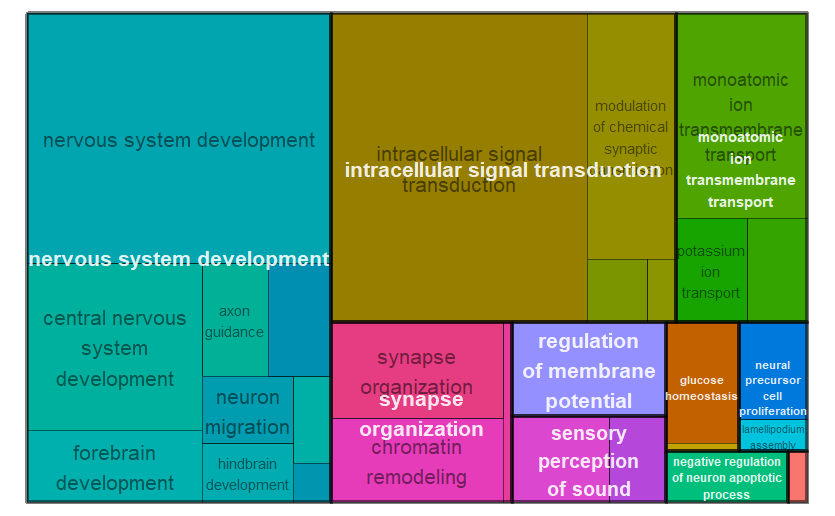 nervous system development
nervous system development
central nervous
system
development
axon
guidance
neuron
migration
forebrain
development
hindbrain
development
intracellular signal
transduction
intracellular signal transduction
modulation
of chemical
synaptic
monoatomic
ion
transmembrane
transport
monoatomic
ion
transmembrane
transport
potassium
ion
transport
synapse
organization
synapse
organization
chromatin
remodeling
regulation
of membrane
potential
sensory
perception
of sound
glucose
homeostasis
neural
precursor
cell
proliferation
lamellipodium
assembly
negative regulation
of neuron apoptotic
process